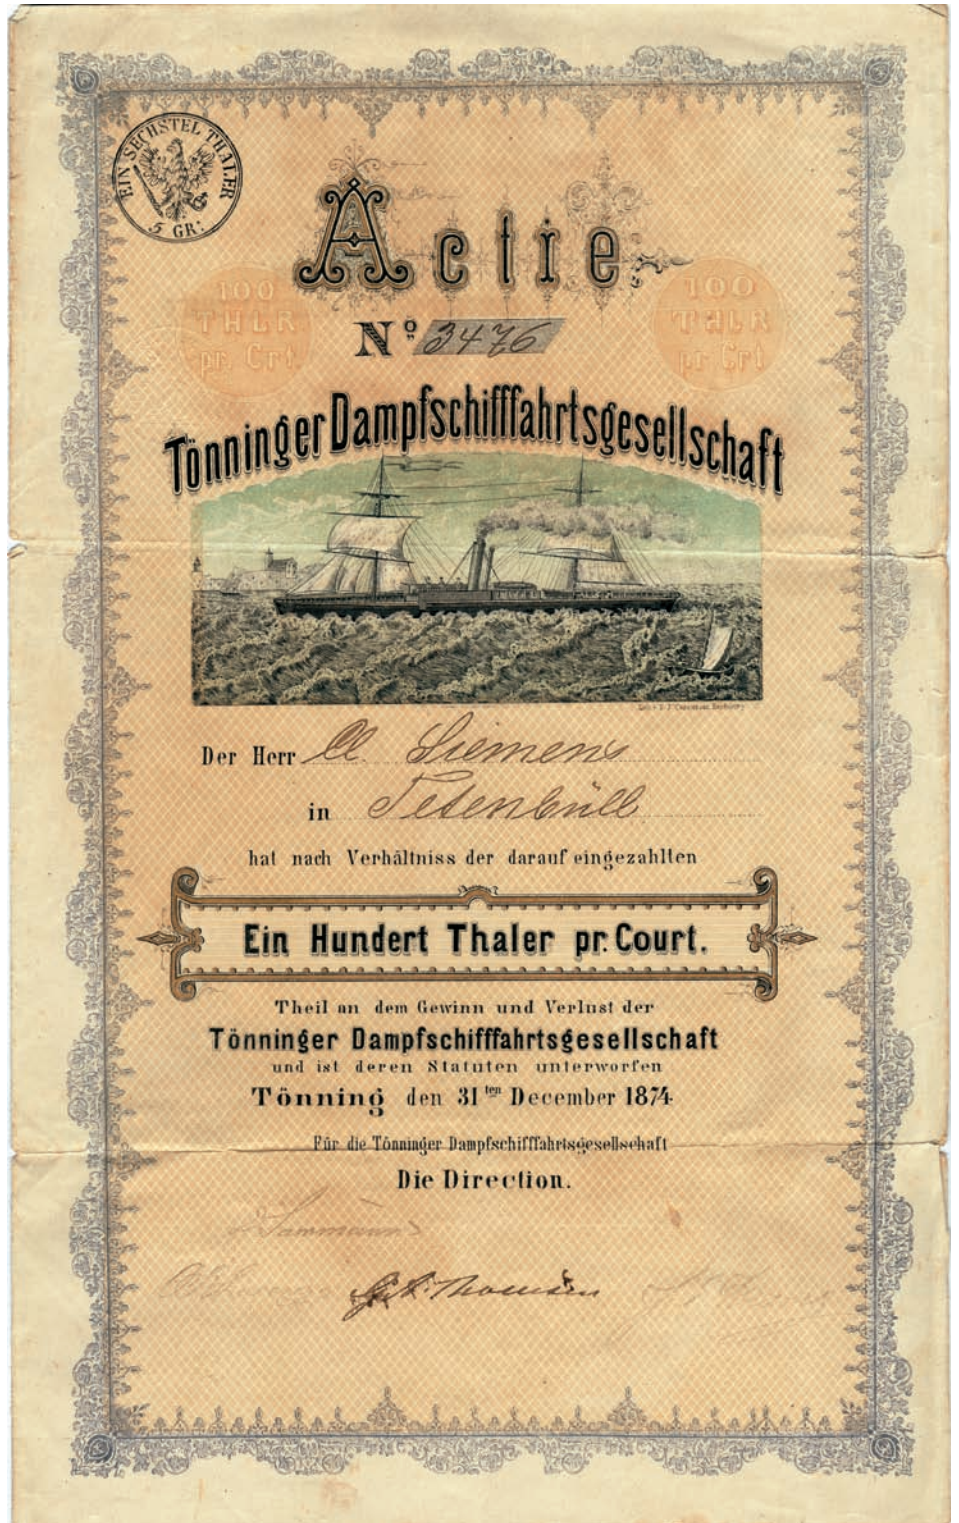 EIN SECHSTEL THALER
5 GR:
Actie
100
THLR
pr. Crt
100
THLR
pr. Crt
No 3476
Tönninger Dampfschifffahrtsgesellschaft
Der Herr Cl. Siemens
in Tetenbüll
hat nach Verhältniss der darauf eingezahlten
Ein Hundert Thaler pr. Court.
Theil an dem Gewinn und Verlust der
Tönninger Dampfschifffahrtsgesellschaft
und ist deren Statuten unterworfen
Tönning den 31ten December 1874
Für die Tönninger Dampfschifffahrtsgesellschaft
Die Direction.
Thomsen